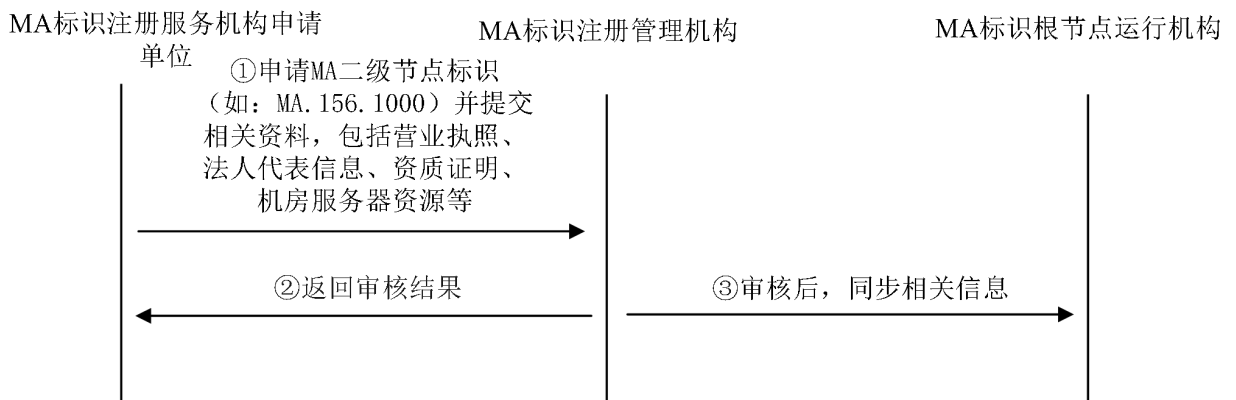 MA标识注册服务机构申请
单位
MA标识注册管理机构
MA标识根节点运行机构
①申请MA二级节点标识
（如：MA.156.1000）并提交
相关资料，包括营业执照、
法人代表信息、资质证明、
机房服务器资源等
②返回审核结果
③审核后，同步相关信息